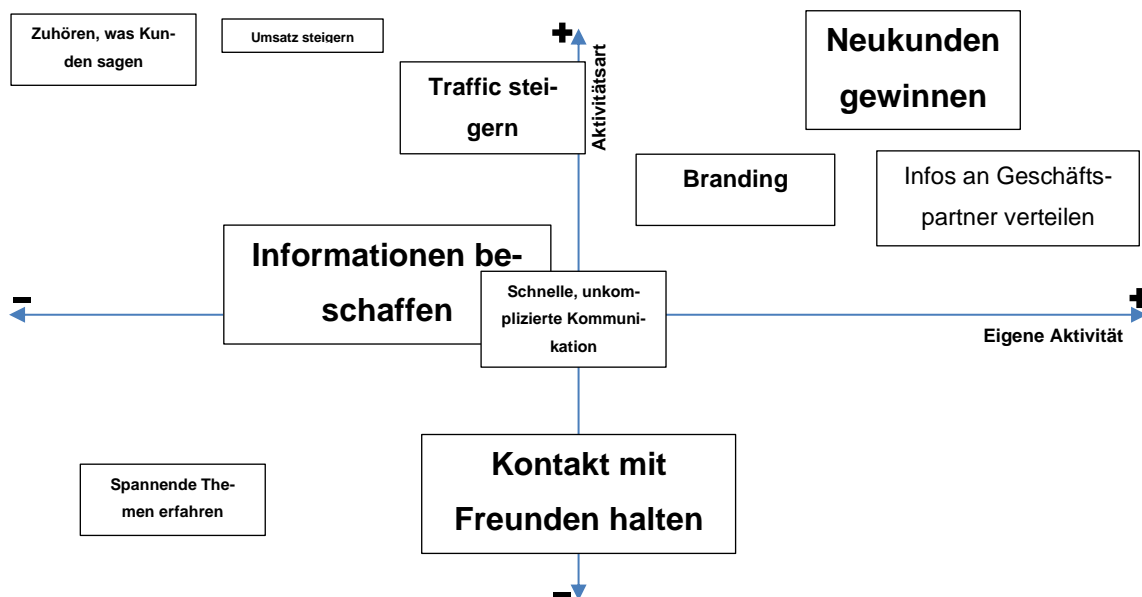 Zuhören, was Kun-
den sagen
Umsatz steigern
+
Aktivitätsart
Traffic stei-
gern
Neukunden
gewinnen
Branding
Infos an Geschäfts-
partner verteilen
Informationen be-
schaffen
Schnelle, unkom-
plizierte Kommuni-
kation
-
+
Eigene Aktivität
Kontakt mit
Freunden halten
Spannende The-
men erfahren
-